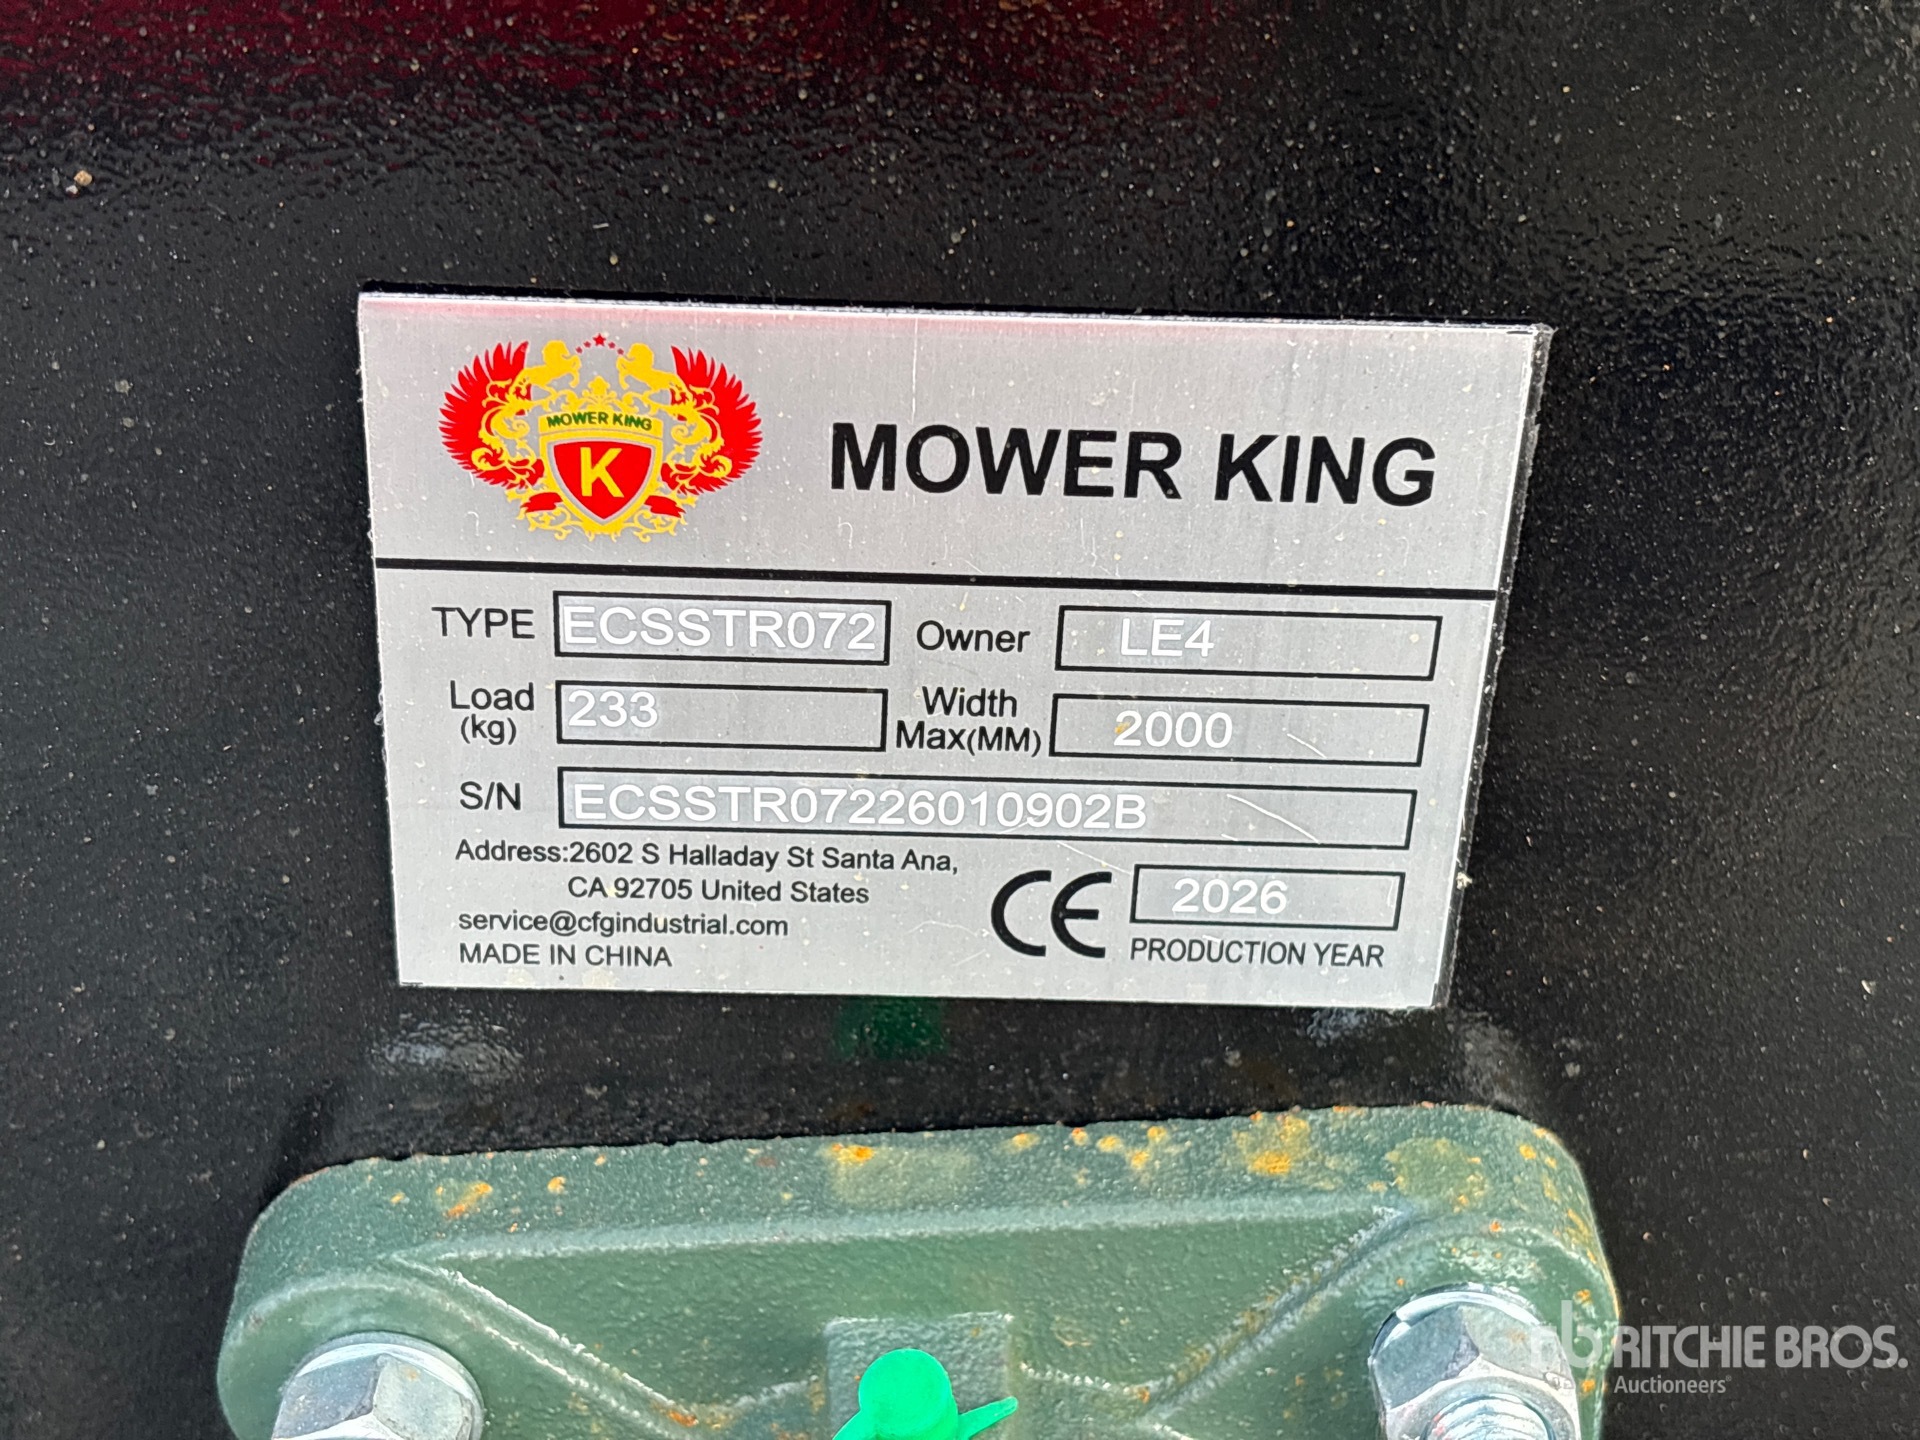 MOWER KING
K
MOWER KING
TYPE ECSSTR072 Owner LE4
Load (kg) 233 Width Max(MM) 2000
S/N ECSSTR07226010902B
Address:2602 S Halladay St Santa Ana,
CA 92705 United States
service@cfgindustrial.com
MADE IN CHINA
CE 2026
PRODUCTION YEAR
rb RITCHIE BROS.
Auctioneers